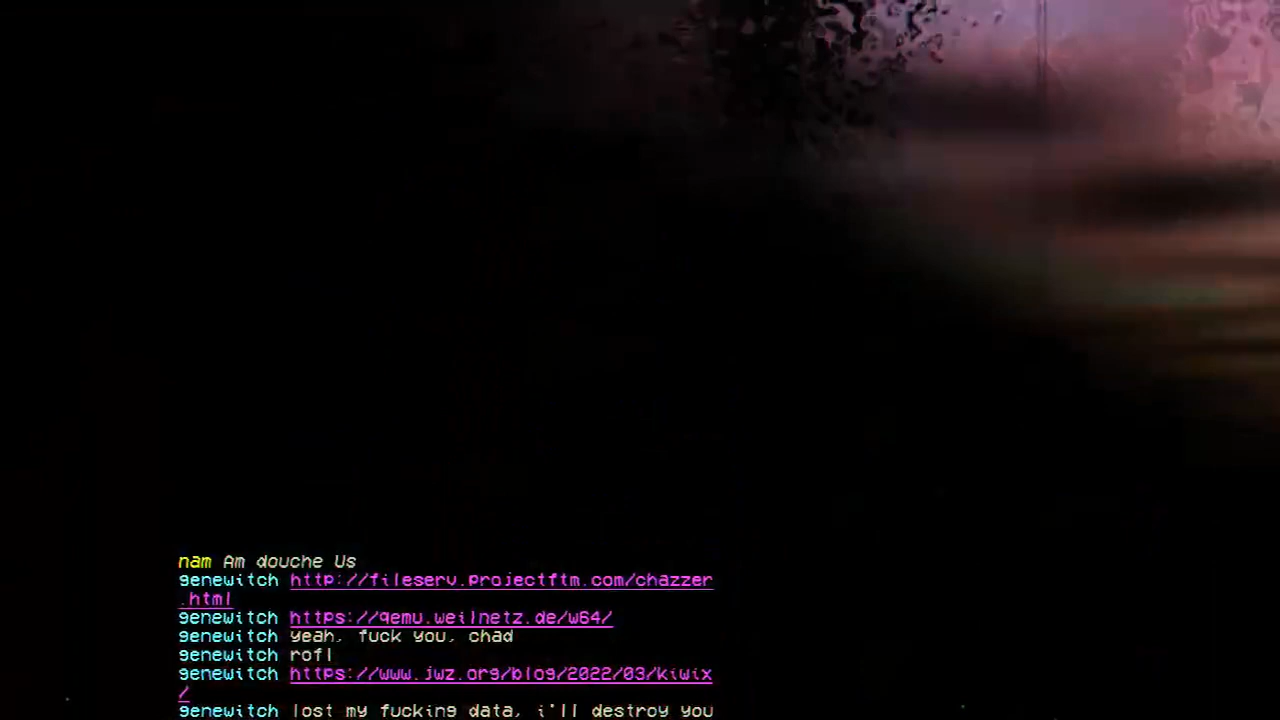 nam Am douche Us
genewitch http://fileserv.projectftm.com/chazzer
.html
genewitch https://qemu.weilnetz.de/w64/
genewitch yeah, fuck you, chad
genewitch rofl
genewitch https://www.jwz.org/blog/2022/03/kiwix
/
genewitch lost my fucking data, i'll destroy you